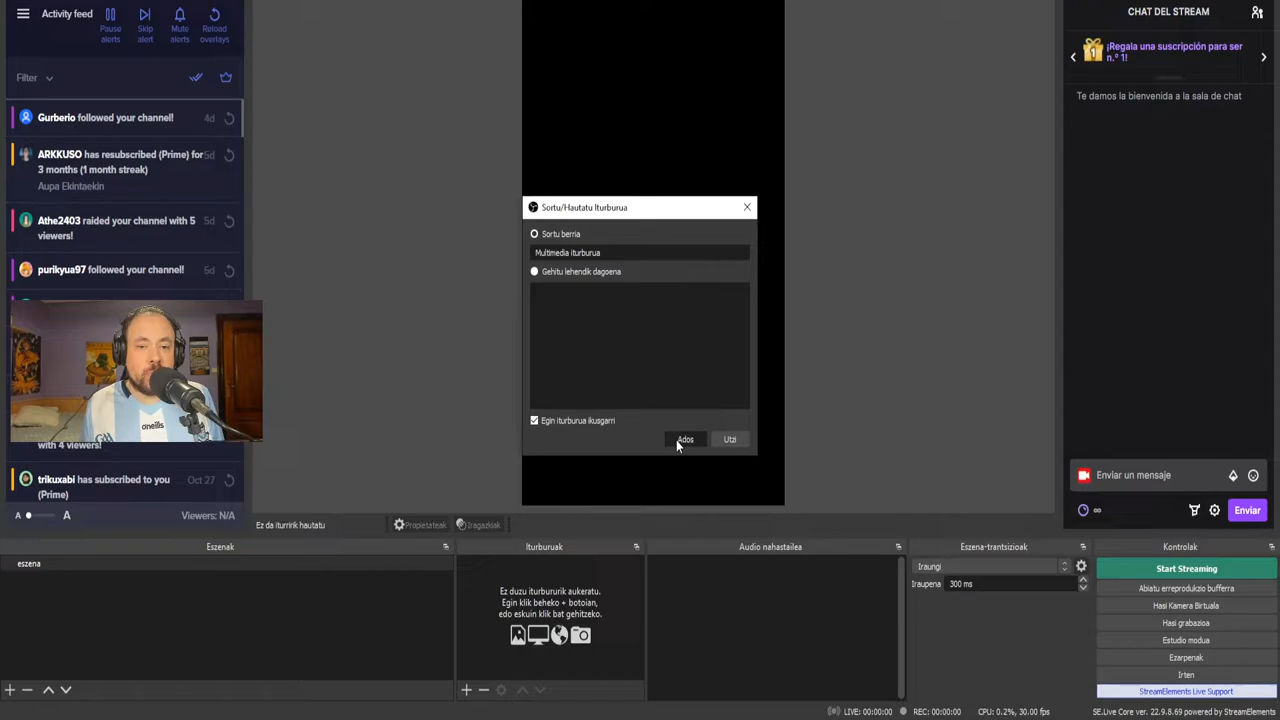 Activity feed
Pause alerts
Skip alert
Mute alerts
Reload overlays
Filter
Gurberio followed your channel!
4d
ARKKUSO has resubscribed (Prime) for
5d
3 months (1 month streak)
Aupa Ekintaekin
Athe2403 raided your channel with 5
5d
viewers!
purikyua97 followed your channel!
5d
with 4 viewers!
trikuxabi has subscribed to you
Oct 27
(Prime)
A
A
Viewers: N/A
Sortu/Hautatu Iturburua
Sortu berria
Multimedia iturburua
Gehitu lehendik dagoena
Egin iturburua ikusgarri
Ados
Utzi
CHAT DEL STREAM
1
¡Regala una suscripción para ser
n.º 1!
Te damos la bienvenida a la sala de chat
Enviar un mensaje
∞
Enviar
Ez da iturririk hautatu
Propietateak
Iragazkiak
Eszenak
eszena
Iturburuak
Ez duzu iturbururik aukeratu.
Egin klik beheko + botoian,
edo eskuin klik bat gehitzeko.
Audio nahastailea
Eszena-trantsizioak
Iraungi
Iraupena
300 ms
Kontrolak
Start Streaming
Abiatu erreprodukzio bufferra
Hasi Kamera Birtuala
Hasi grabazioa
Estudio modua
Ezarpenak
Irten
StreamElements Live Support
LIVE: 00:00:00
REC: 00:00:00
CPU: 0.2%, 30.00 fps
SE.Live Core ver. 22.9.8.69 powered by StreamElements
oneills